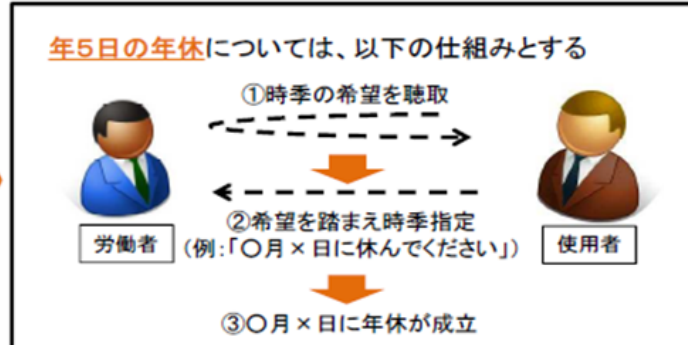 年5日の年休については、以下の仕組みとする
①時季の希望を聴取
②希望を踏まえ時季指定
労働者
(例:「〇月×日に休んでください」)
使用者
③〇月×日に年休が成立